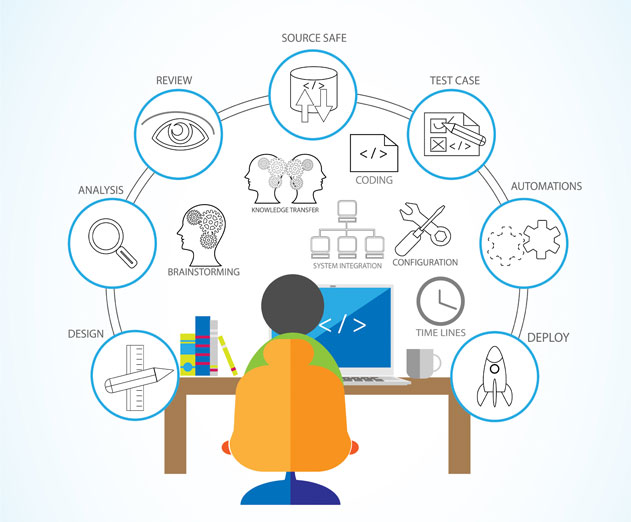 SOURCE SAFE
REVIEW
TEST CASE
</>
</>
</>
CODING
ANALYSIS
AUTOMATIONS
KNOWLEDGE TRANSFER
BRAINSTORMING
SYSTEM INTEGRATION
CONFIGURATION
DESIGN
</>
TIME LINES
DEPLOY